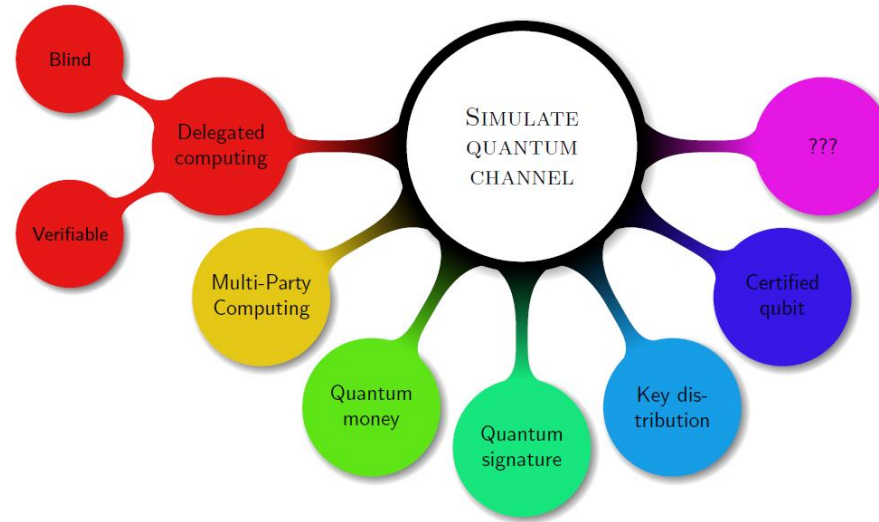 SIMULATE
QUANTUM
CHANNEL
Blind
Delegated
computing
Verifiable
Multi-Party
Computing
Quantum
money
Quantum
signature
Key dis-
tribution
Certified
qubit
???